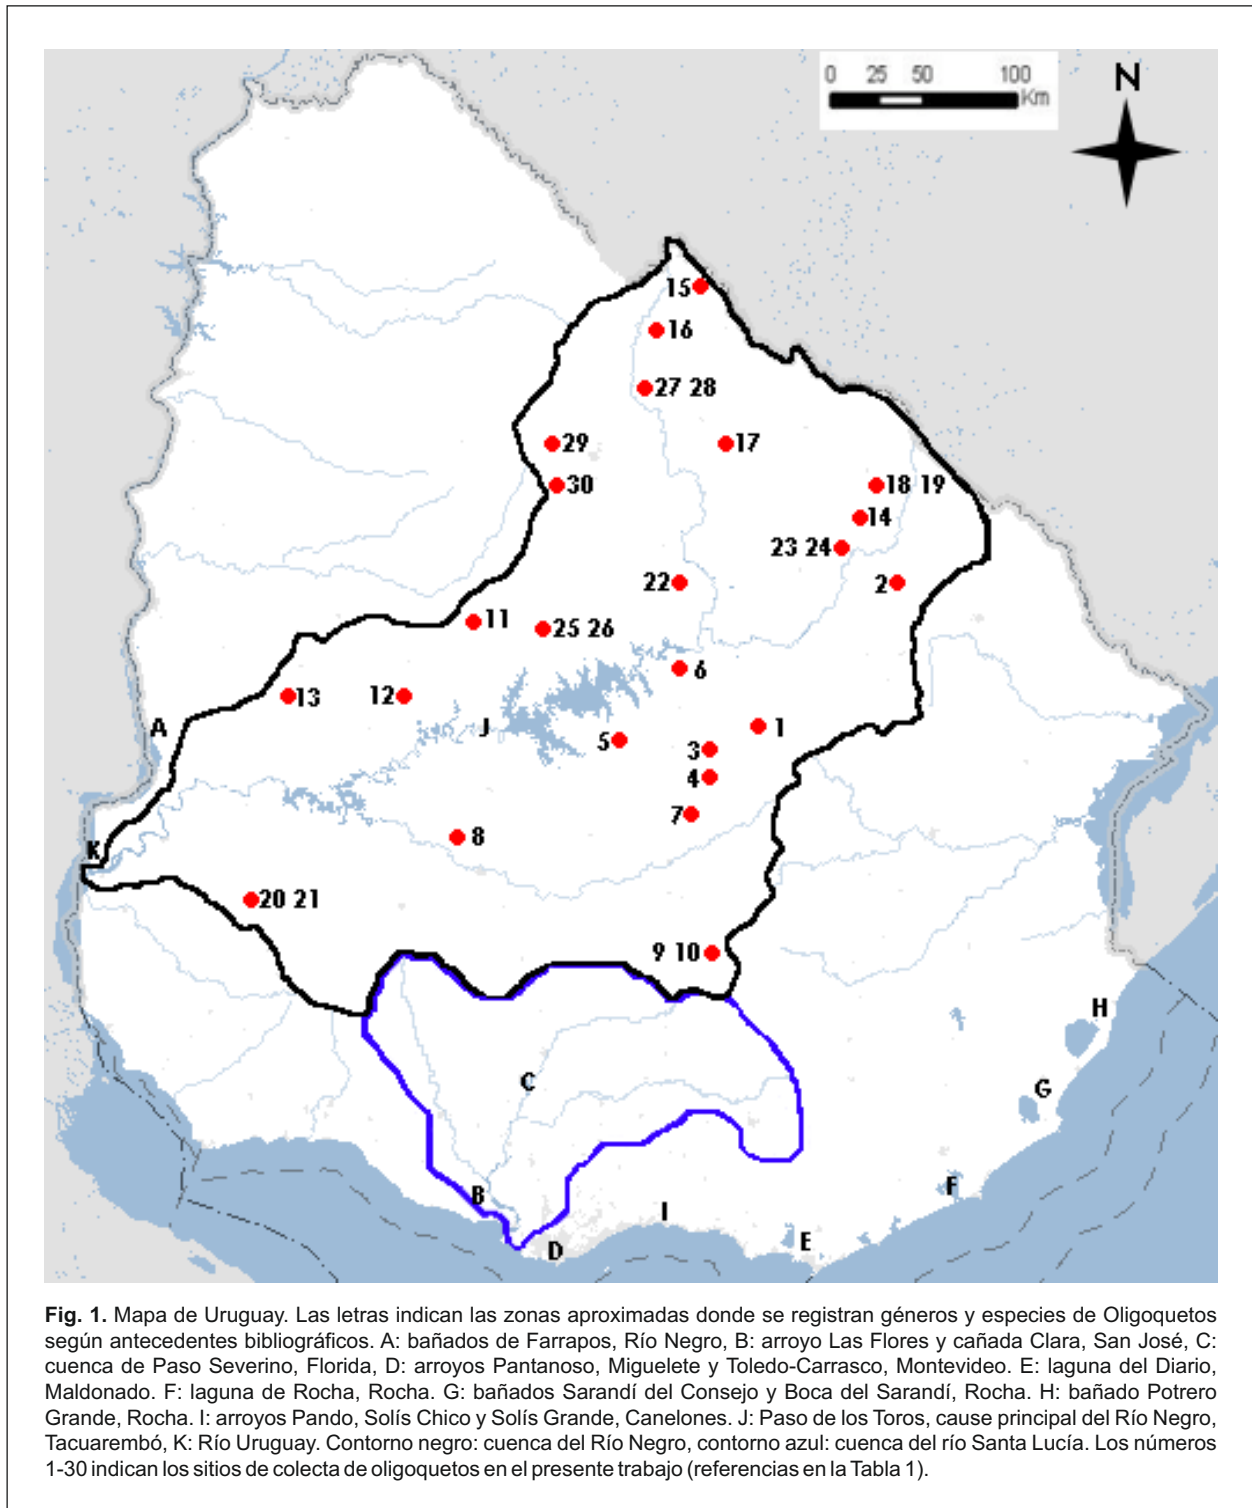 0 25 50 100
Km
N
15
16
27 28
29
17
30
18 19
14
23 24
22
2
11
25 26
6
13
12
A
J
5
1
3
4
7
8
K
20 21
9 10
H
C
G
B
F
I
D
E
Fig. 1. Mapa de Uruguay. Las letras indican las zonas aproximadas donde se registran géneros y especies de Oligoquetos
según antecedentes bibliográficos. A: bañados de Farrapos, Río Negro, B: arroyo Las Flores y cañada Clara, San José, C:
cuenca de Paso Severino, Florida, D: arroyos Pantanoso, Miguelete y Toledo-Carrasco, Montevideo. E: laguna del Diario,
Maldonado. F: laguna de Rocha, Rocha. G: bañados Sarandí del Consejo y Boca del Sarandí, Rocha. H: bañado Potrero
Grande, Rocha. I: arroyos Pando, Solís Chico y Solís Grande, Canelones. J: Paso de los Toros, cause principal del Río Negro,
Tacuarembó, K: Río Uruguay. Contorno negro: cuenca del Río Negro, contorno azul: cuenca del río Santa Lucía. Los números
1-30 indican los sitios de colecta de oligoquetos en el presente trabajo (referencias en la Tabla 1).